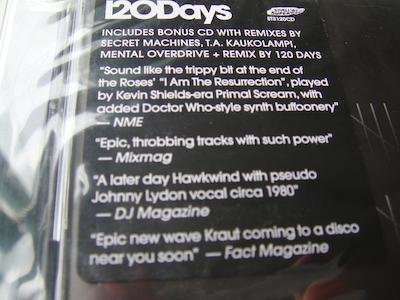 120Days
STS120CD
INCLUDES BONUS CD WITH REMIXES BY
SECRET MACHINES, T.A. KAUKOLAMPI,
MENTAL OVERDRIVE + REMIX BY 120 DAYS
“Sound like the trippy bit at the end of
the Roses' “I Am The Resurrection”, played
by Kevin Shields-era Primal Scream, with
added Doctor Who-style synth buffoonery”
— NME
“Epic, throbbing tracks with such power”
— Mixmag
“A later day Hawkwind with pseudo
Johnny Lydon vocal circa 1980”
— DJ Magazine
“Epic new wave Kraut coming to a disco
near you soon” — Fact Magazine